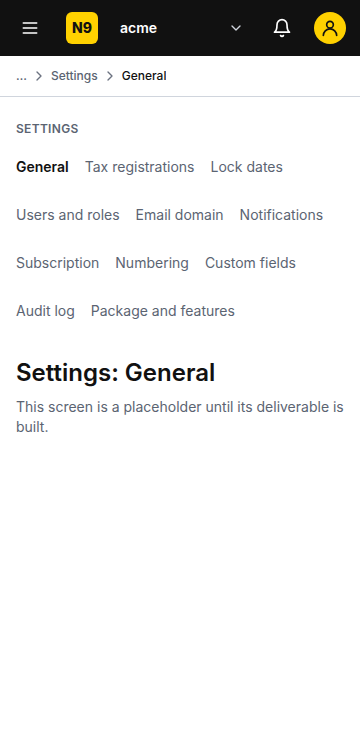 N9 acme
... Settings General
SETTINGS
General Tax registrations Lock dates
Users and roles Email domain Notifications
Subscription Numbering Custom fields
Audit log Package and features
Settings: General
This screen is a placeholder until its deliverable is
built.